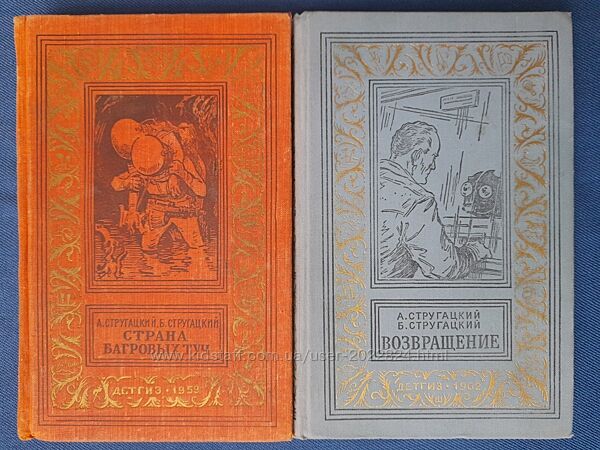 А. СТРУГАЦКИЙ, Б. СТРУГАЦКИЙ
СТРАНА
БАГРОВЫХ ТУЧ
ДЕТГИЗ • 1959
А. СТРУГАЦКИЙ
Б. СТРУГАЦКИЙ
ВОЗВРАЩЕНИЕ
ДЕТГИЗ • 1962